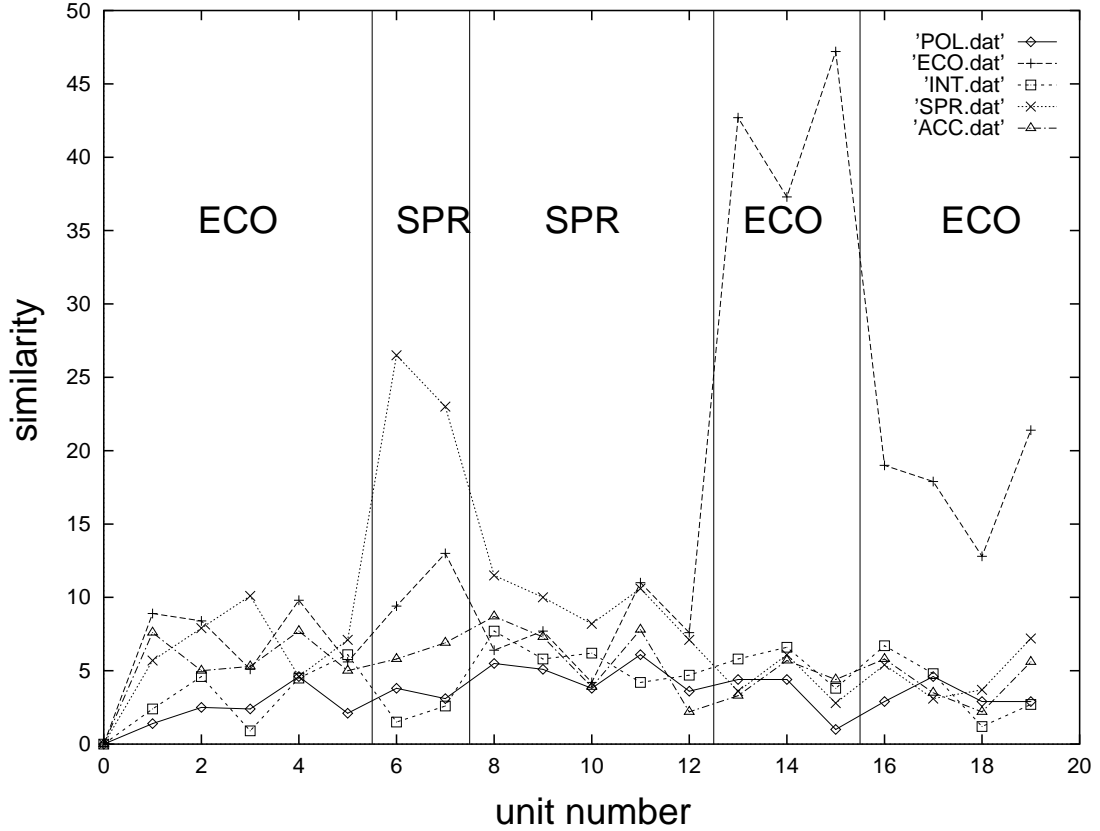 50
45
40
35
30
25
20
15
10
5
0
similarity
'POL.dat'
'ECO.dat'
'INT.dat'
'SPR.dat'
'ACC.dat'
ECO SPR SPR ECO ECO
0 2 4 6 8 10 12 14 16 18 20
unit number